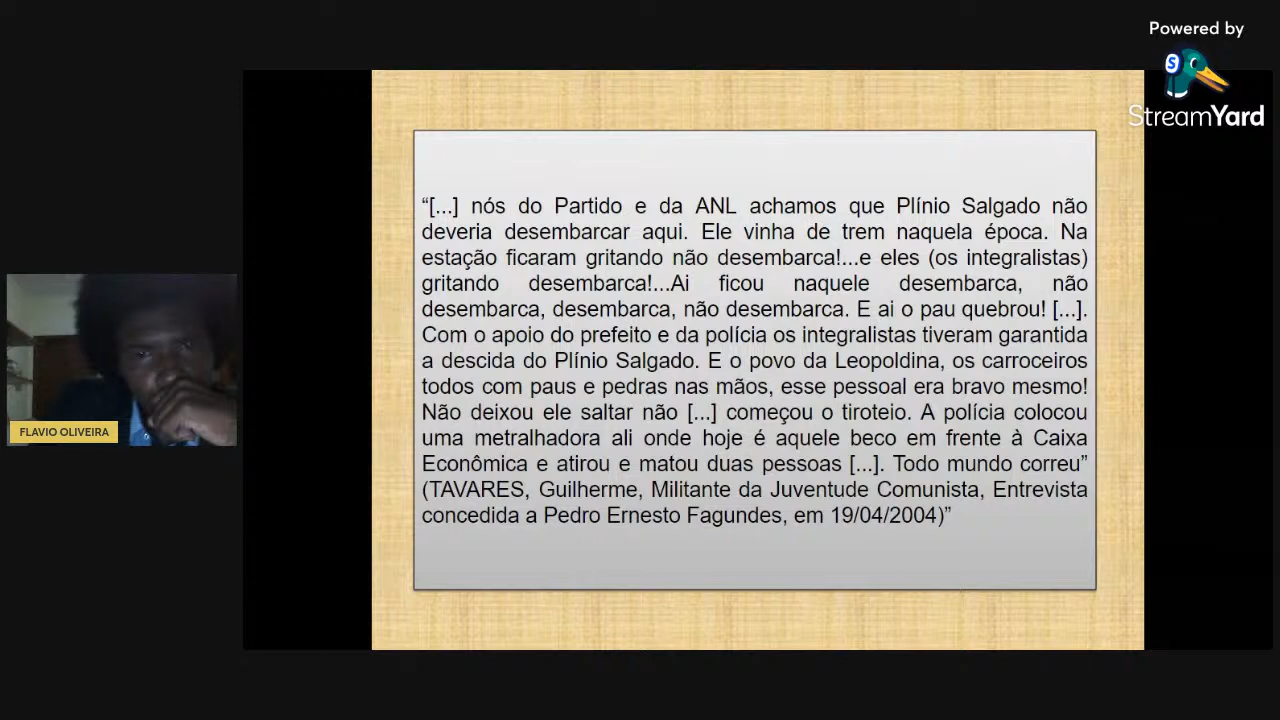 Powered by
S
StreamYard
“[...] nós do Partido e da ANL achamos que Plínio Salgado não
deveria desembarcar aqui. Ele vinha de trem naquela época. Na
estação ficaram gritando não desembarca!...e eles (os integralistas)
gritando desembarca!...Ai ficou naquele desembarca, não
desembarca, desembarca, não desembarca. E ai o pau quebrou! [...].
Com o apoio do prefeito e da polícia os integralistas tiveram garantida
a descida do Plínio Salgado. E o povo da Leopoldina, os carroceiros
todos com paus e pedras nas mãos, esse pessoal era bravo mesmo!
Não deixou ele saltar não [...] começou o tiroteio. A polícia colocou
uma metralhadora ali onde hoje é aquele beco em frente à Caixa
Econômica e atirou e matou duas pessoas [...]. Todo mundo correu”
(TAVARES, Guilherme, Militante da Juventude Comunista, Entrevista
concedida a Pedro Ernesto Fagundes, em 19/04/2004)”
FLAVIO OLIVEIRA